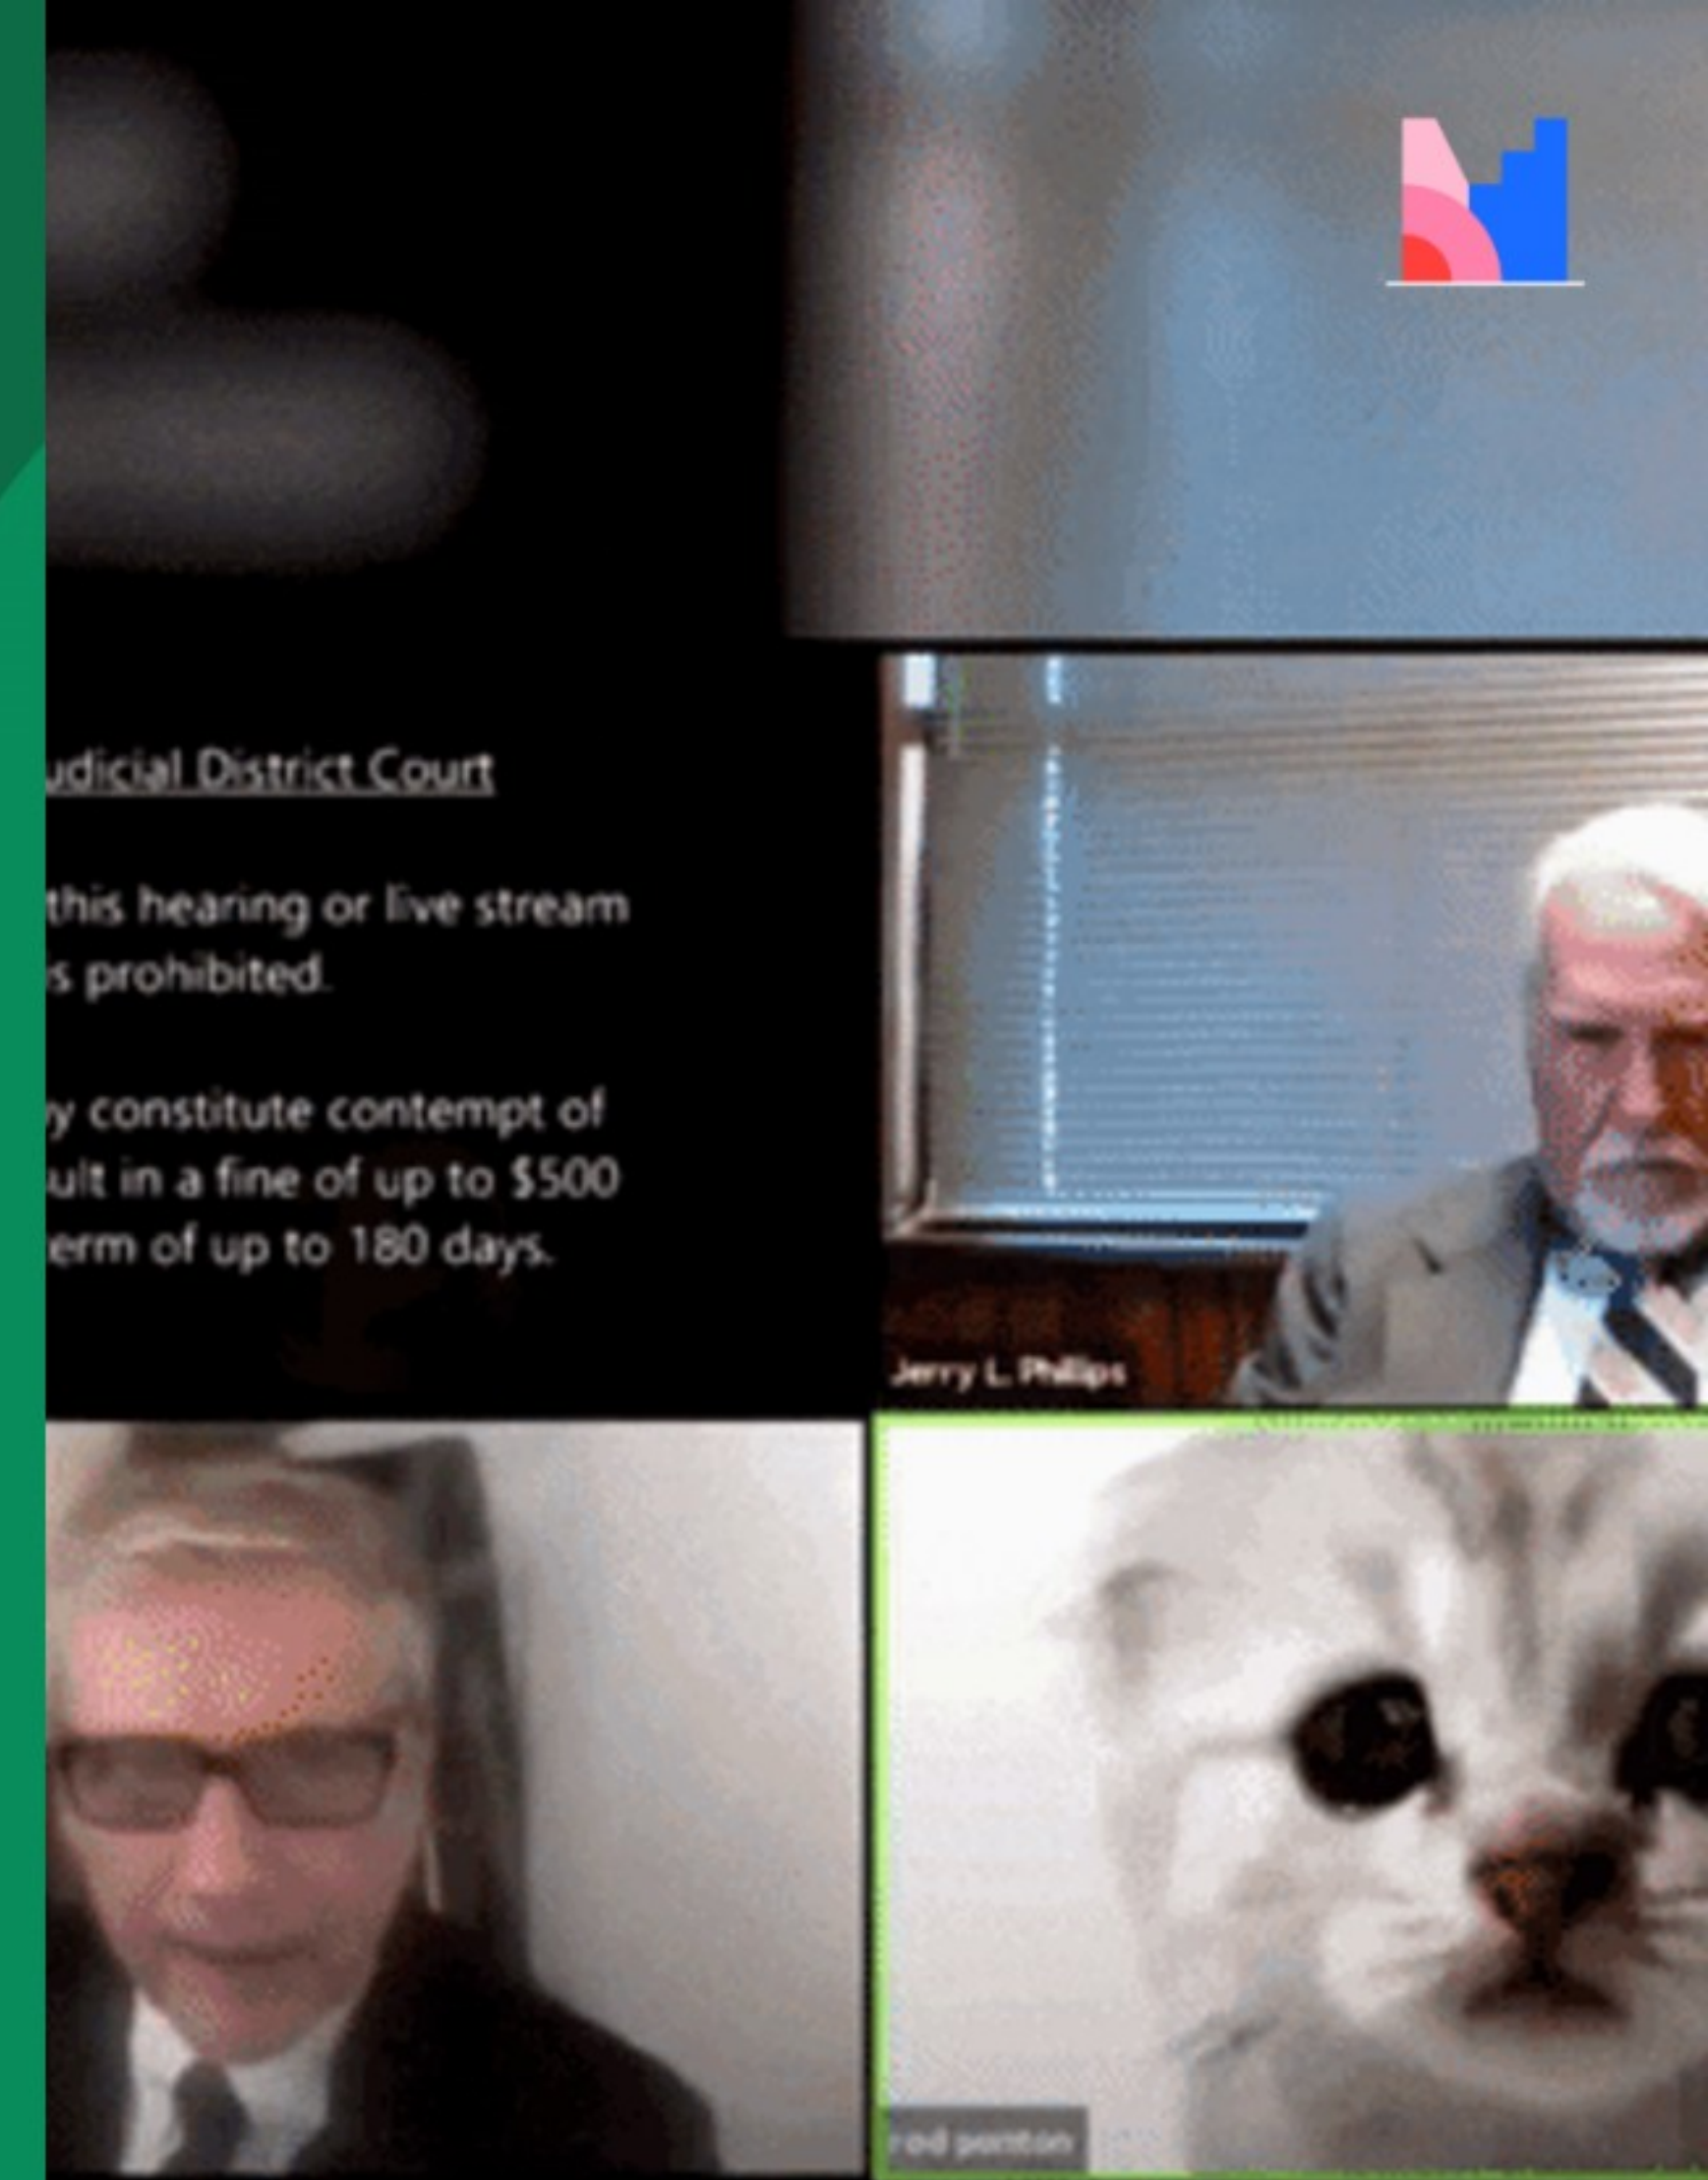 udicial District Court
this hearing or live stream
s prohibited.
y constitute contempt of
ult in a fine of up to $500
erm of up to 180 days.
Jerry L. Phillips
rod ponton